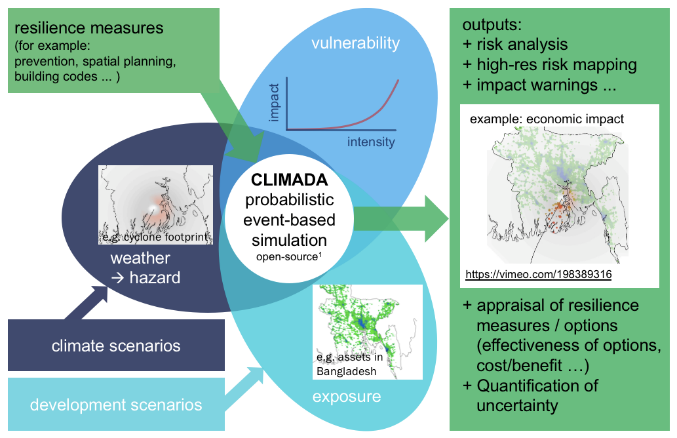 resilience measures
(for example:
prevention, spatial planning,
building codes ... )
vulnerability
impact
intensity
CLIMADA
probabilistic
event-based
simulation
open-source¹
e.g. cyclone footprint
weather
→ hazard
climate scenarios
development scenarios
e.g. assets in
Bangladesh
exposure
outputs:
+ risk analysis
+ high-res risk mapping
+ impact warnings ...
example: economic impact
https://vimeo.com/198389316
+ appraisal of resilience
measures / options
(effectiveness of options,
cost/benefit …)
+ Quantification of
uncertainty